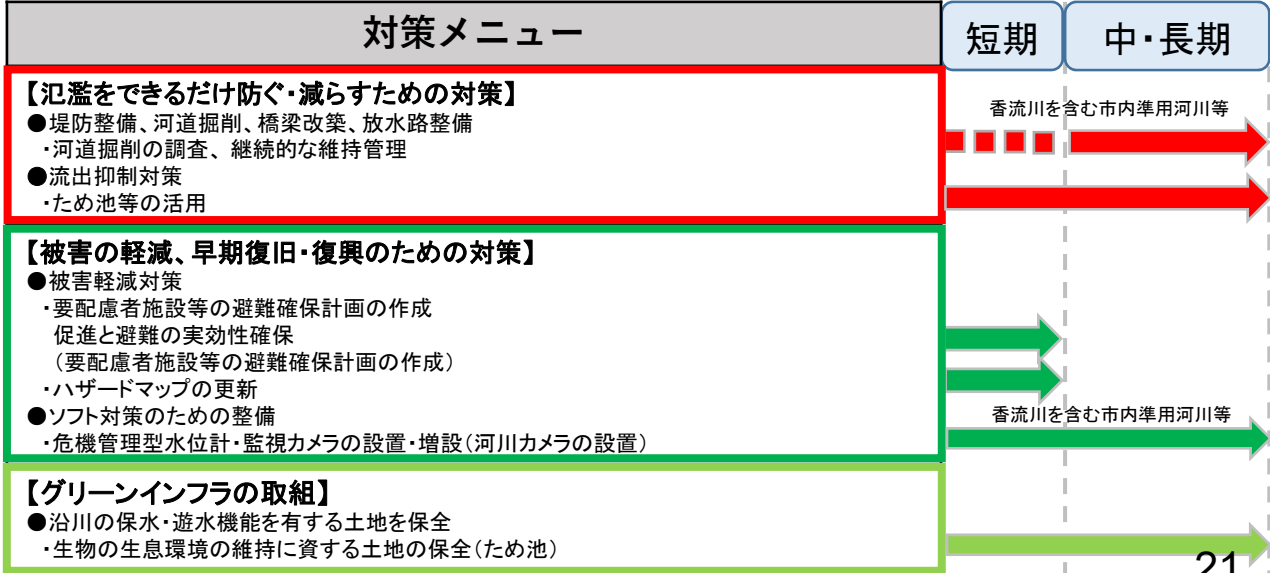 対策メニュー
短期
中・長期
【氾濫をできるだけ防ぐ・減らすための対策】
●堤防整備、河道掘削、橋梁改築、放水路整備
・河道掘削の調査、継続的な維持管理
●流出抑制対策
・ため池等の活用
香流川を含む市内準用河川等
【被害の軽減、早期復旧・復興のための対策】
●被害軽減対策
・要配慮者施設等の避難確保計画の作成
促進と避難の実効性確保
（要配慮者施設等の避難確保計画の作成）
・ハザードマップの更新
●ソフト対策のための整備
・危機管理型水位計・監視カメラの設置・増設（河川カメラの設置）
香流川を含む市内準用河川等
【グリーンインフラの取組】
●沿川の保水・遊水機能を有する土地を保全
・生物の生息環境の維持に資する土地の保全（ため池）
21